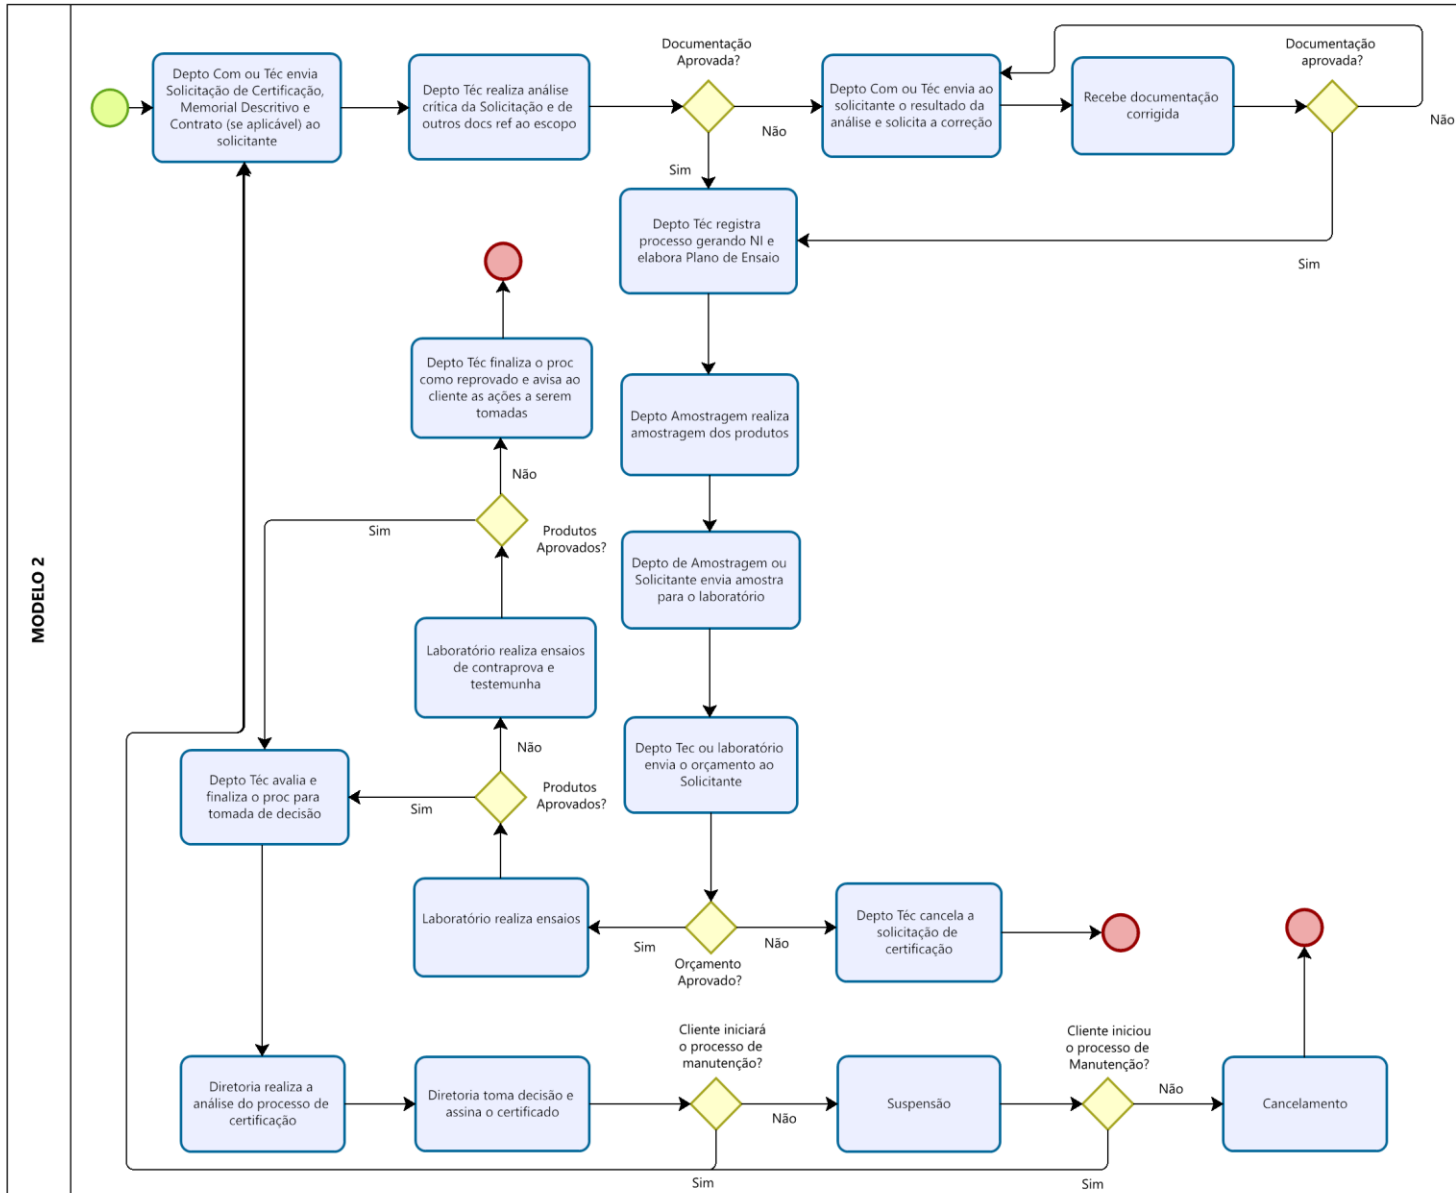 MODELO 2
Depto Com ou Téc envia
Solicitação de Certificação,
Memorial Descritivo e
Contrato (se aplicável) ao
solicitante
Depto Téc realiza análise
crítica da Solicitação e de
outros docs ref ao escopo
Documentação
Aprovada?
Não
Sim
Depto Com ou Téc envia ao
solicitante o resultado da
análise e solicita a correção
Recebe documentação
corrigida
Documentação
aprovada?
Não
Sim
Depto Téc registra
processo gerando NI e
elabora Plano de Ensaio
Depto Amostragem realiza
amostragem dos produtos
Depto de Amostragem ou
Solicitante envia amostra
para o laboratório
Depto Tec ou laboratório
envia o orçamento ao
Solicitante
Orçamento
Aprovado?
Não
Sim
Depto Téc cancela a
solicitação de
certificação
Laboratório realiza ensaios
Produtos
Aprovados?
Não
Sim
Laboratório realiza ensaios
de contraprova e
testemunha
Produtos
Aprovados?
Não
Sim
Depto Téc finaliza o proc
como reprovado e avisa ao
cliente as ações a serem
tomadas
Depto Téc avalia e
finaliza o proc para
tomada de decisão
Diretoria realiza a
análise do processo de
certificação
Diretoria toma decisão e
assina o certificado
Cliente iniciará
o processo de
manutenção?
Não
Sim
Suspensão
Cliente iniciou
o processo de
Manutenção?
Não
Sim
Cancelamento